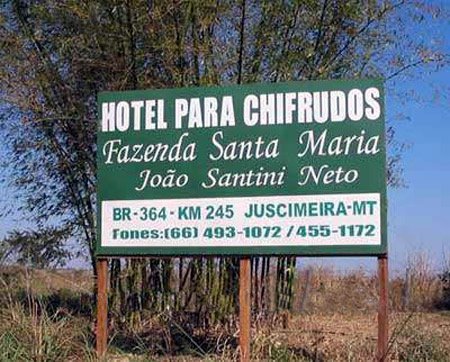 HOTEL PARA CHIFRUDOS
Fazenda Santa Maria
João Santini Neto
BR-364-KM 245 JUSCIMEIRA-MT
Fones:(66) 493-1072 / 455-1172